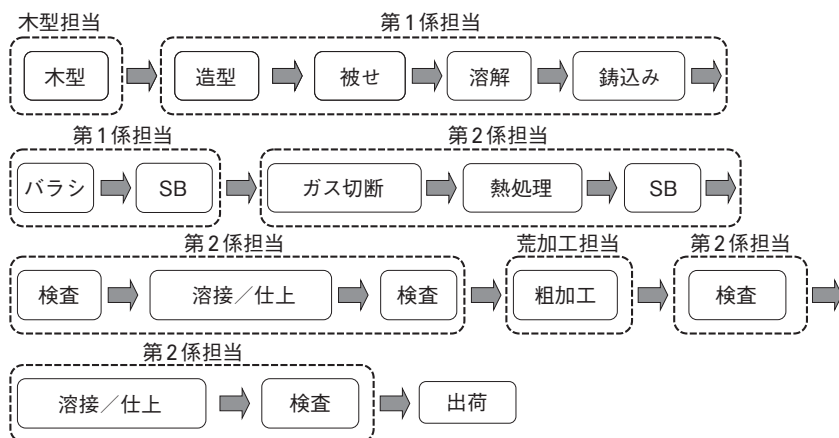 木型担当 第1係担当
木型 造型 被せ 溶解 鋳込み
第1係担当 第2係担当
バラシ SB ガス切断 熱処理 SB
第2係担当 荒加工担当 第2係担当
検査 溶接／仕上 検査 粗加工 検査
第2係担当
溶接／仕上 検査 出荷